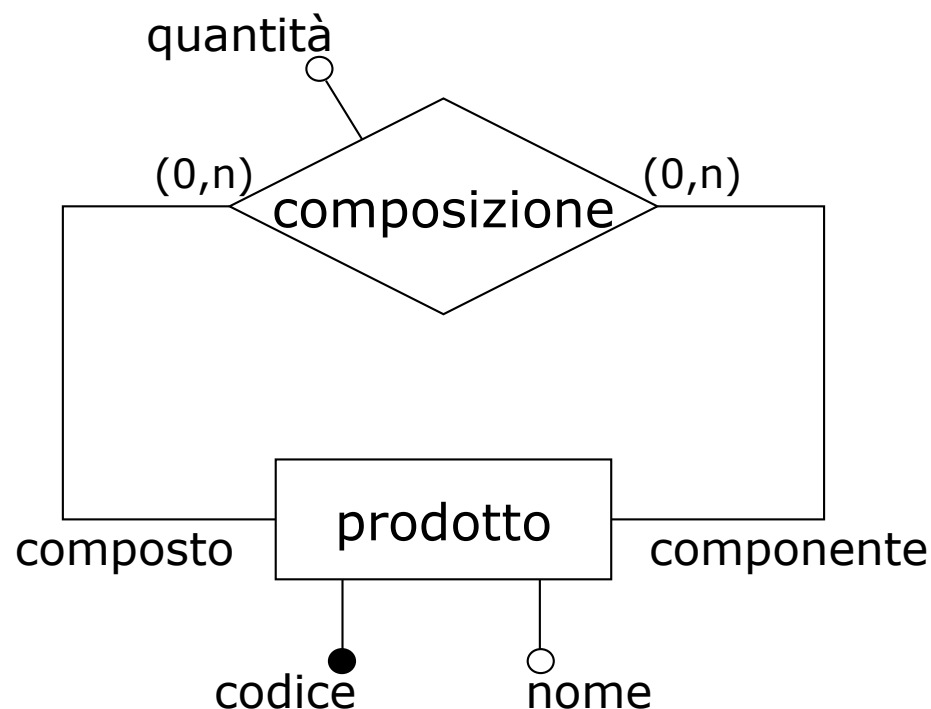 quantità
(0,n)
(0,n)
composizione
prodotto
composto
componente
codice
nome